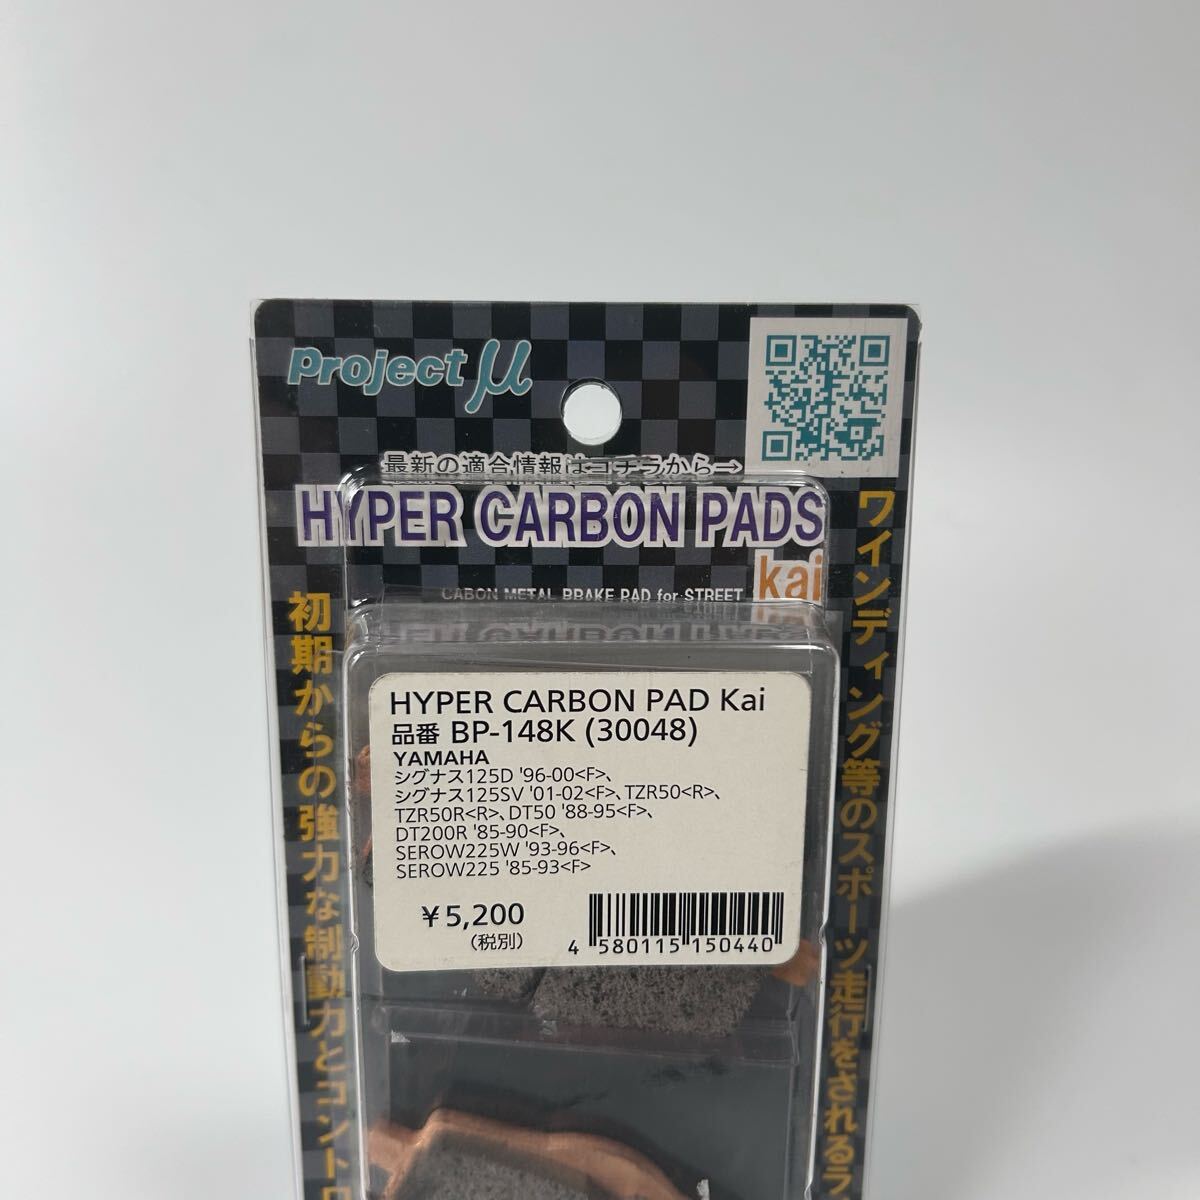 Project μ
最新の適合情報はコチラから→
HYPER CARBON PADS
kai
CABON METAL BRAKE PAD for STREET
初期からの強力な制動力とコントロ
ワインディング等のスポーツ走行をされるラ
HYPER CARBON PAD Kai
品番 BP-148K (30048)
YAMAHA
シグナス125D '96-00<F>、
シグナス125SV '01-02<F>、TZR50<R>、
TZR50R<R>、DT50 '88-95<F>、
DT200R '85-90<F>、
SEROW225W '93-96<F>、
SEROW225 '85-93<F>
¥5,200
(税別)
4 580115 150440